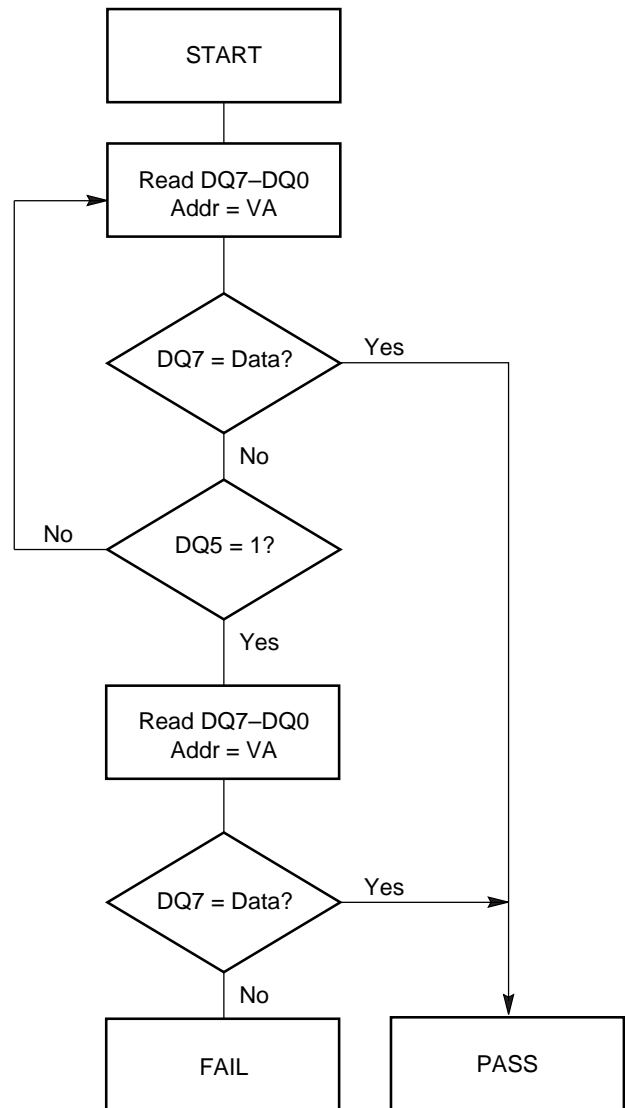 START
Read DQ7–DQ0
Addr = VA
DQ7 = Data?
Yes
No
No
DQ5 = 1?
Yes
Read DQ7–DQ0
Addr = VA
DQ7 = Data?
Yes
No
FAIL
PASS